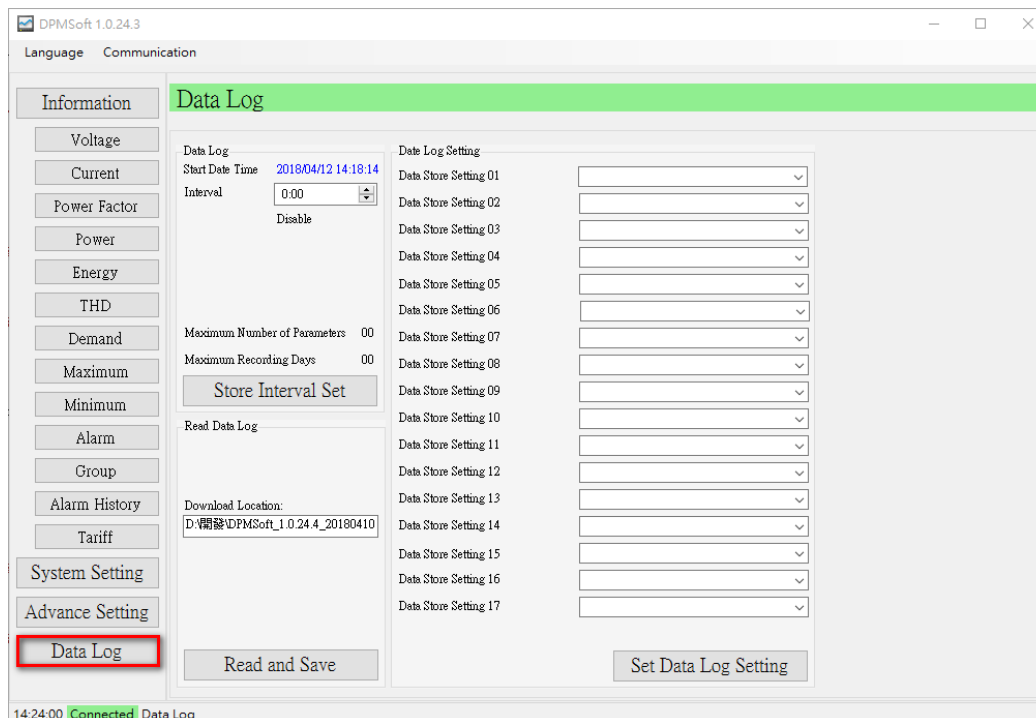 DPMSoft 1.0.24.3
Language Communication
Information
Voltage
Current
Power Factor
Power
Energy
THD
Demand
Maximum
Minimum
Alarm
Group
Alarm History
Tariff
System Setting
Advance Setting
Data Log
Data Log
Data Log
Start Date Time 2018/04/12 14:18:14
Interval 0:00
Disable
Maximum Number of Parameters 00
Maximum Recording Days 00
Store Interval Set
Read Data Log
Download Location:
D:\開發\DPMSoft_1.0.24.4_20180410
Read and Save
Date Log Setting
Data Store Setting 01
Data Store Setting 02
Data Store Setting 03
Data Store Setting 04
Data Store Setting 05
Data Store Setting 06
Data Store Setting 07
Data Store Setting 08
Data Store Setting 09
Data Store Setting 10
Data Store Setting 11
Data Store Setting 12
Data Store Setting 13
Data Store Setting 14
Data Store Setting 15
Data Store Setting 16
Data Store Setting 17
Set Data Log Setting
14:24:00 Connected Data Log